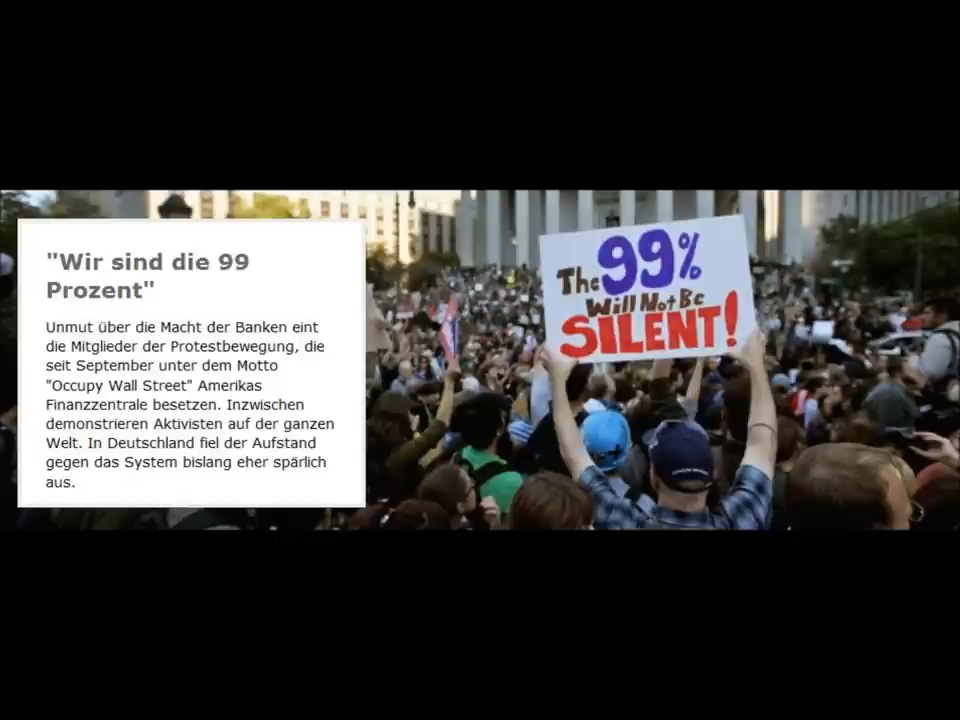 "Wir sind die 99
Prozent"
Unmut über die Macht der Banken eint
die Mitglieder der Protestbewegung, die
seit September unter dem Motto
"Occupy Wall Street" Amerikas
Finanzzentrale besetzen. Inzwischen
demonstrieren Aktivisten auf der ganzen
Welt. In Deutschland fiel der Aufstand
gegen das System bislang eher spärlich
aus.
The 99%
Will Not Be
SILENT!